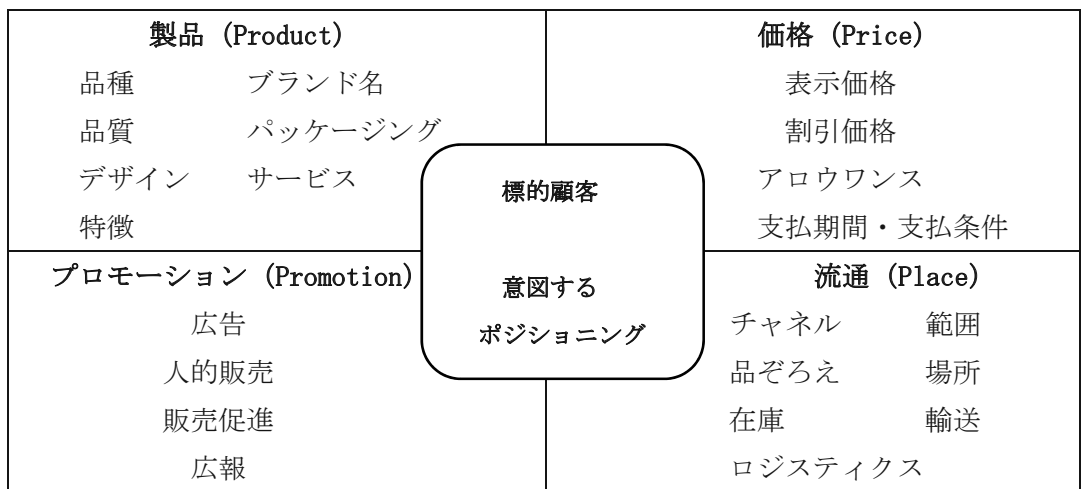 製品 (Product)
品種 ブランド名
品質 パッケージング
デザイン サービス
特徴
価格 (Price)
表示価格
割引価格
アロウワンス
支払期間・支払条件
標的顧客
意図する
ポジショニング
プロモーション (Promotion)
広告
人的販売
販売促進
広報
流通 (Place)
チャネル 範囲
品ぞろえ 場所
在庫 輸送
ロジスティクス